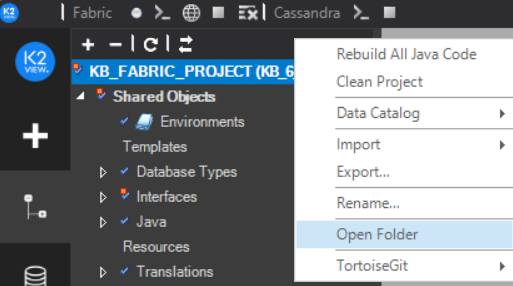 K2 Fabric Cassandra
K2
VIEW.
KB_FABRIC_PROJECT (KB_6
Shared Objects
Environments
Templates
Database Types
Interfaces
Java
Resources
Translations
Rebuild All Java Code
Clean Project
Data Catalog
Import
Export...
Rename...
Open Folder
TortoiseGit